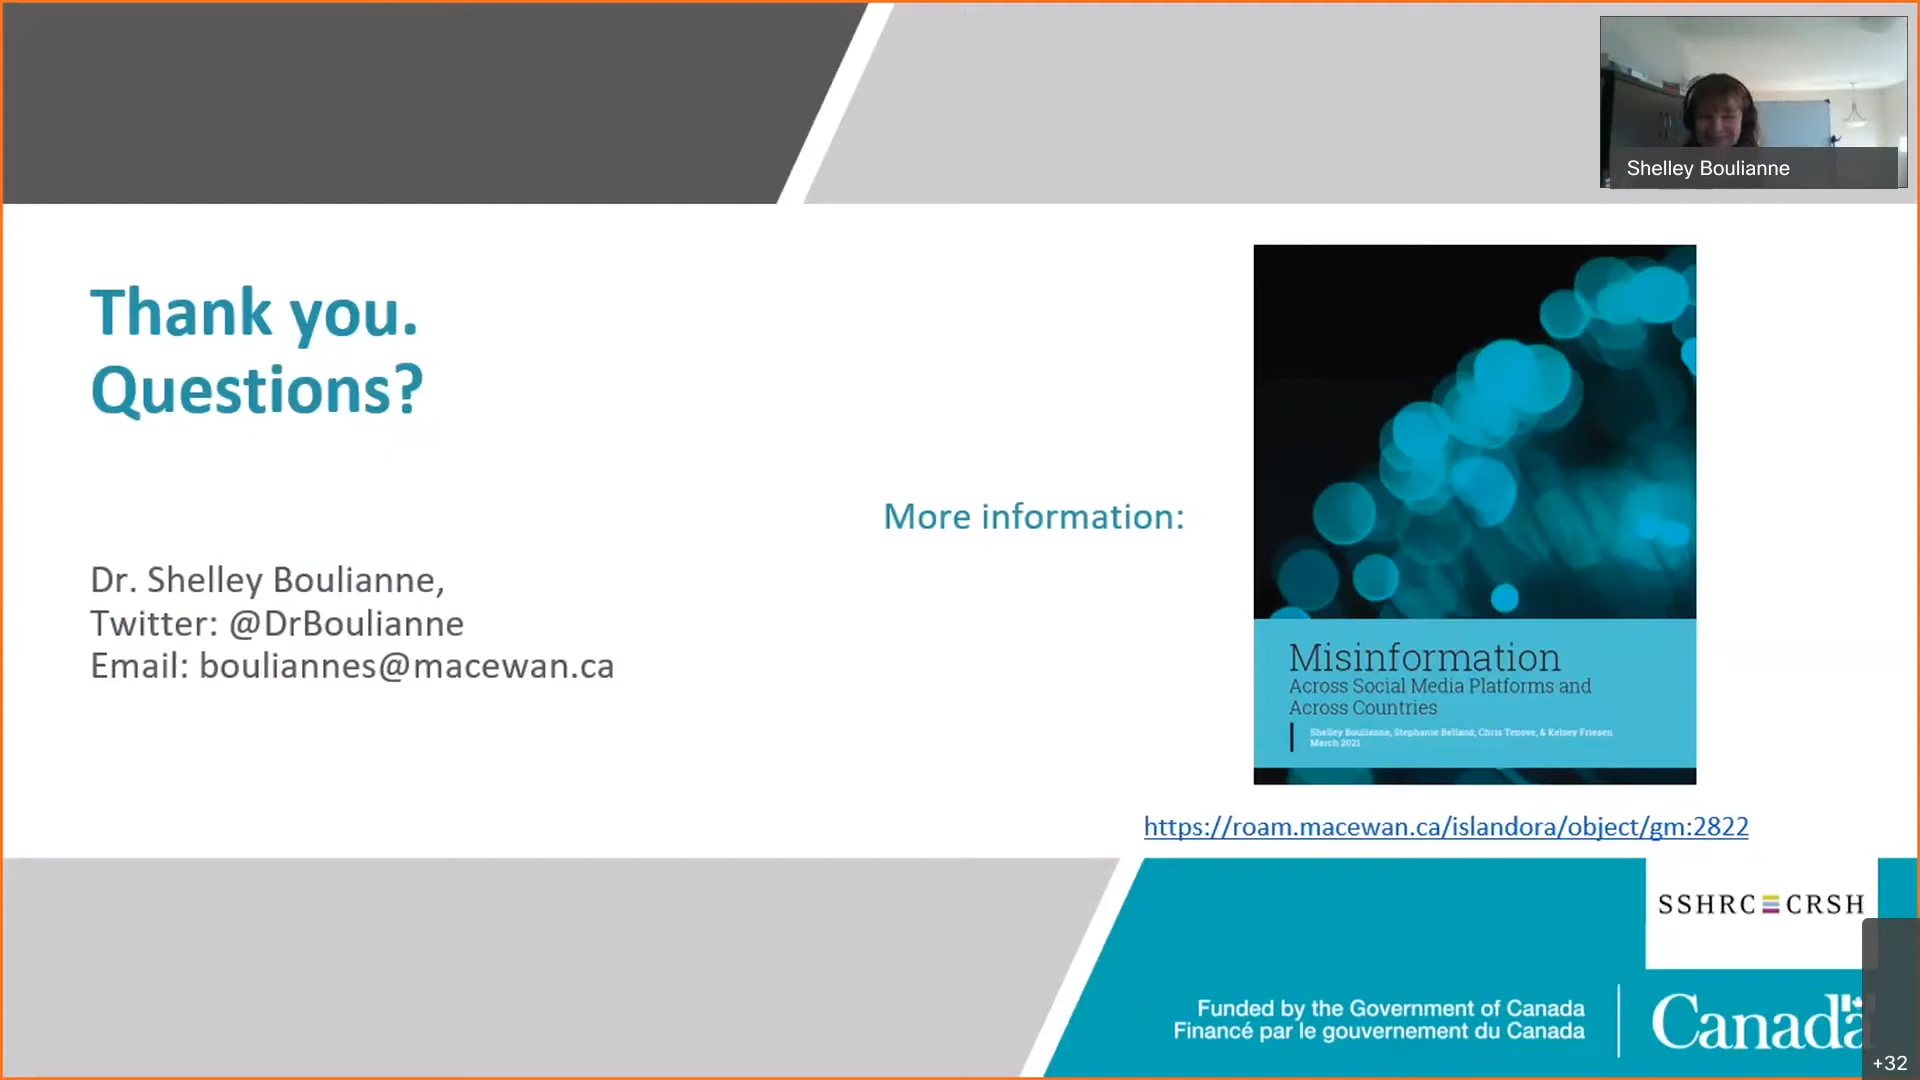 Shelley Boulianne
Thank you.
Questions?
More information:
Dr. Shelley Boulianne,
Twitter: @DrBoulianne
Email: bouliannes@macewan.ca
Misinformation
Across Social Media Platforms and
Across Countries
Shelley Boulianne, Stephanie Belland, Chris Tenove, & Kelsey Friesen
March 2021
https://roam.macewan.ca/islandora/object/gm:2822
SSHRC CRSH
Funded by the Government of Canada
Financé par le gouvernement du Canada
Canada
+32